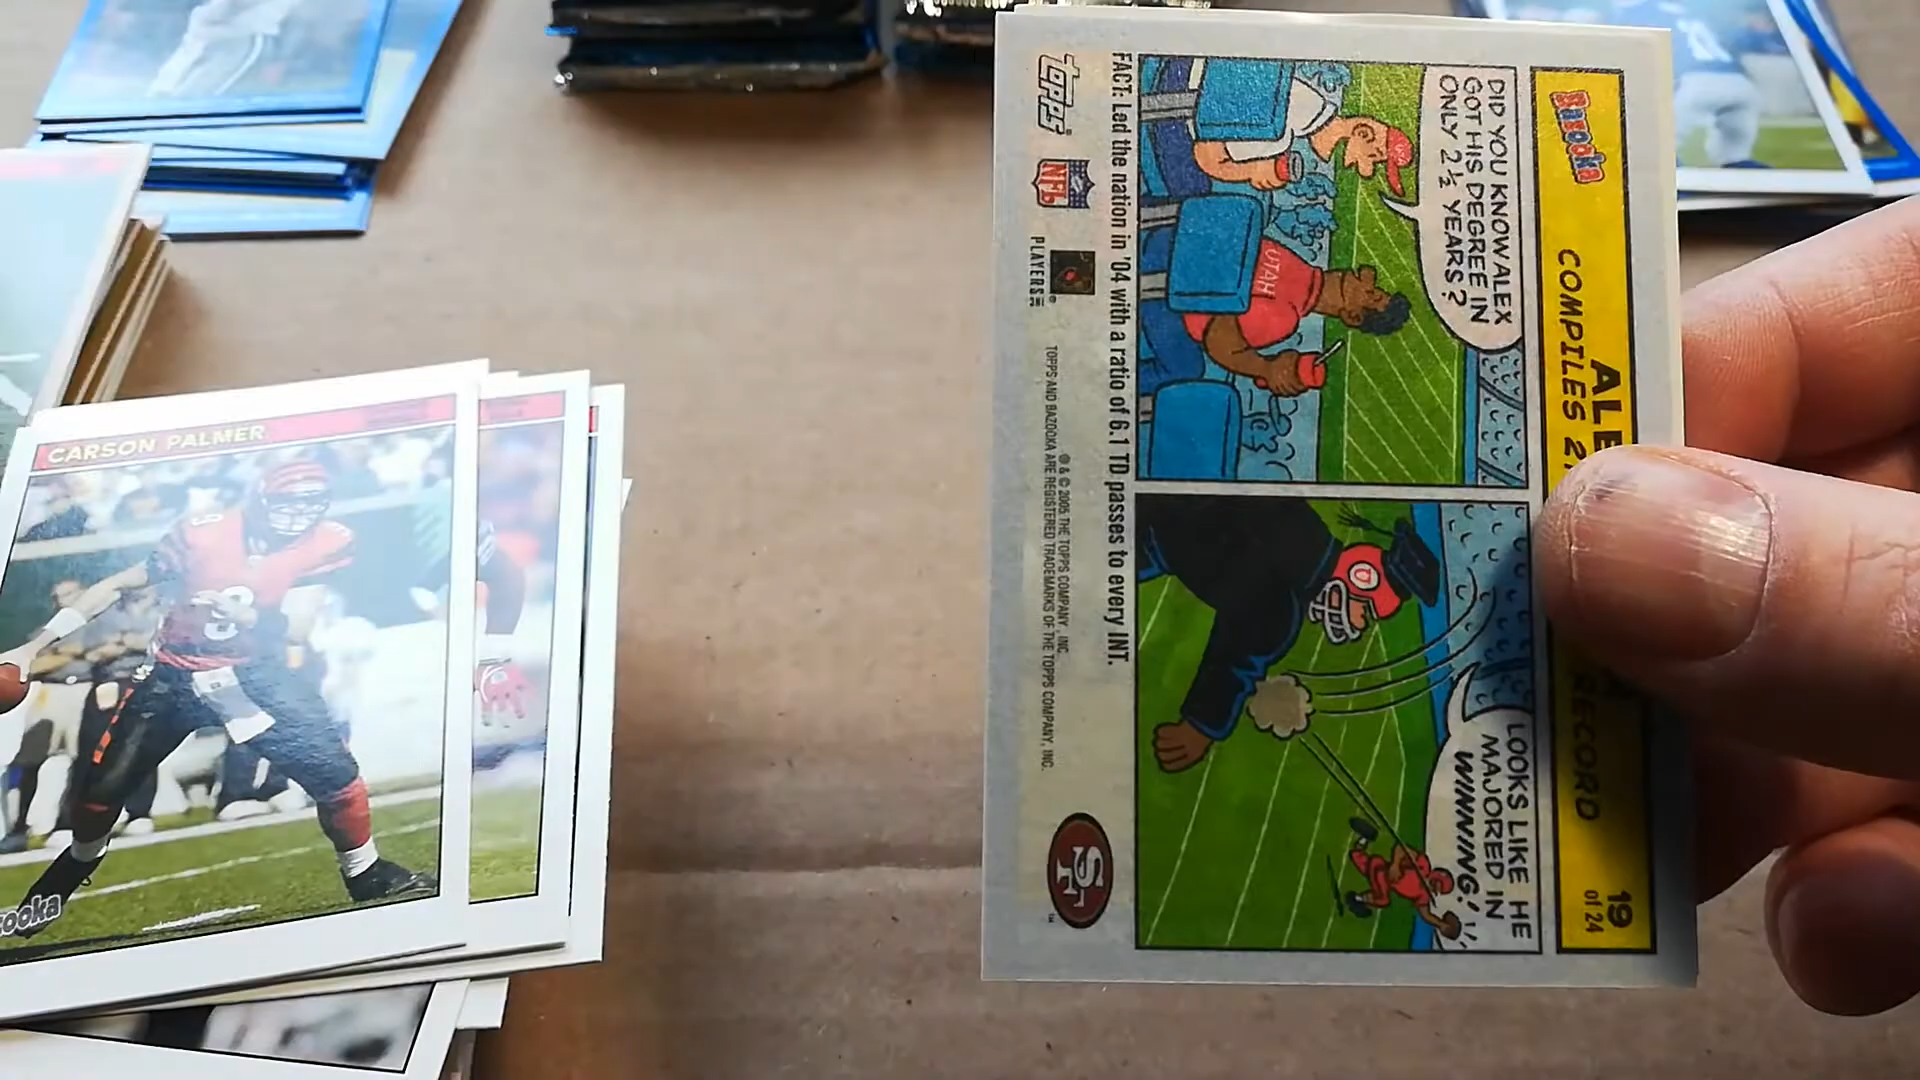 CARSON PALMER
ooka
Bazooka
ALE
COMPILES 2
RECORD
19
of 24
DID YOU KNOW ALEX
GOT HIS DEGREE IN
ONLY 2½ YEARS?
UTAH
LOOKS LIKE HE
MAJORED IN
WINNING!
FACT: Led the nation in '04 with a ratio of 6.1 TD passes to every INT.
topps
NFL
PLAYERS INC
® & © 2005 THE TOPPS COMPANY, INC.
TOPPS AND BAZOOKA ARE REGISTERED TRADEMARKS OF THE TOPPS COMPANY, INC.
SF